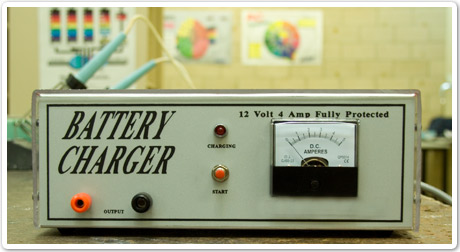 12 Volt 4 Amp Fully Protected
BATTERY
CHARGER
CHARGING
START
OUTPUT
D.C.
AMPERES